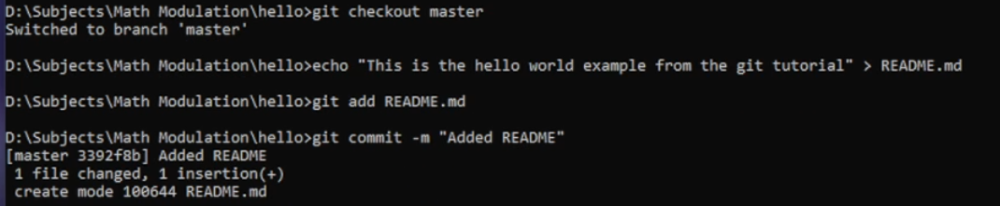 D:\Subjects\Math Modulation\hello>git checkout master
Switched to branch 'master'
D:\Subjects\Math Modulation\hello>echo "This is the hello world example from the git tutorial" > README.md
D:\Subjects\Math Modulation\hello>git add README.md
D:\Subjects\Math Modulation\hello>git commit -m "Added README"
[master 3392f8b] Added README
 1 file changed, 1 insertion(+)
 create mode 100644 README.md